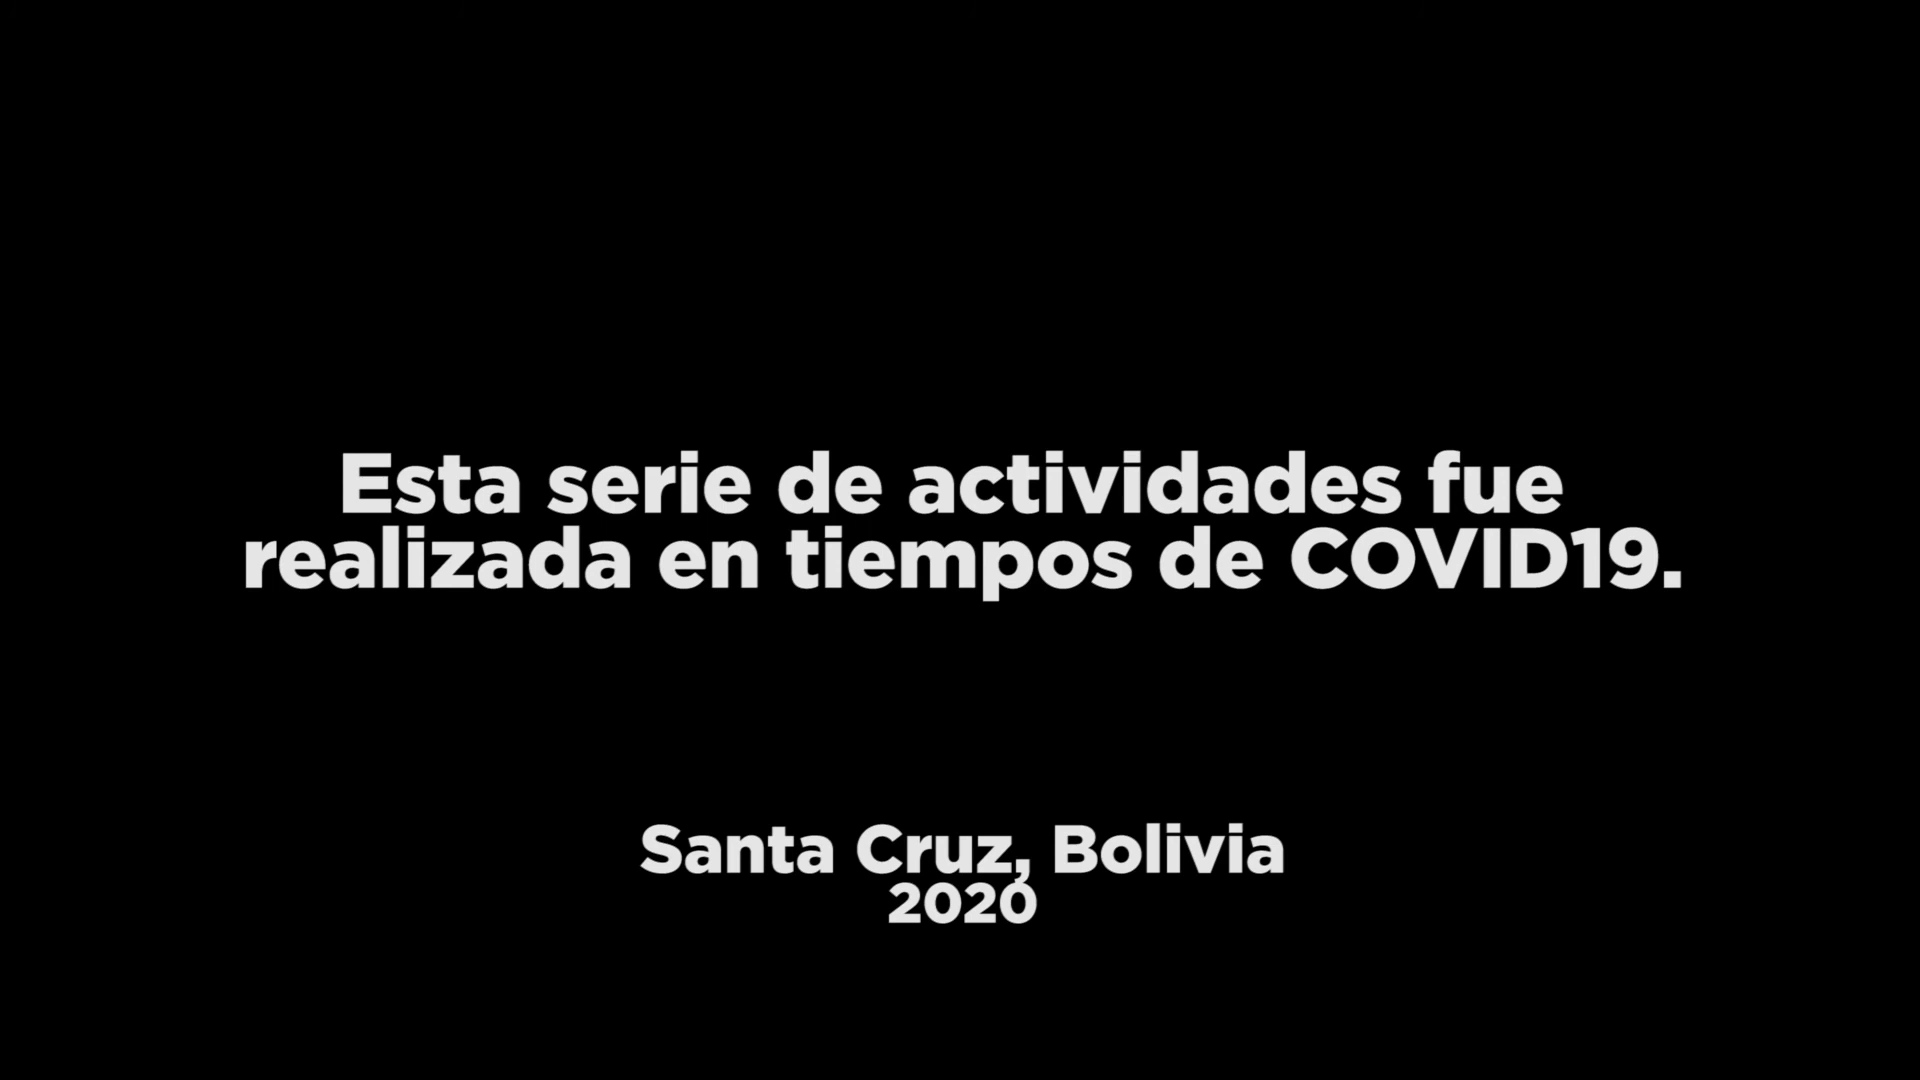 Esta serie de actividades fue
realizada en tiempos de COVID19.
Santa Cruz, Bolivia
2020